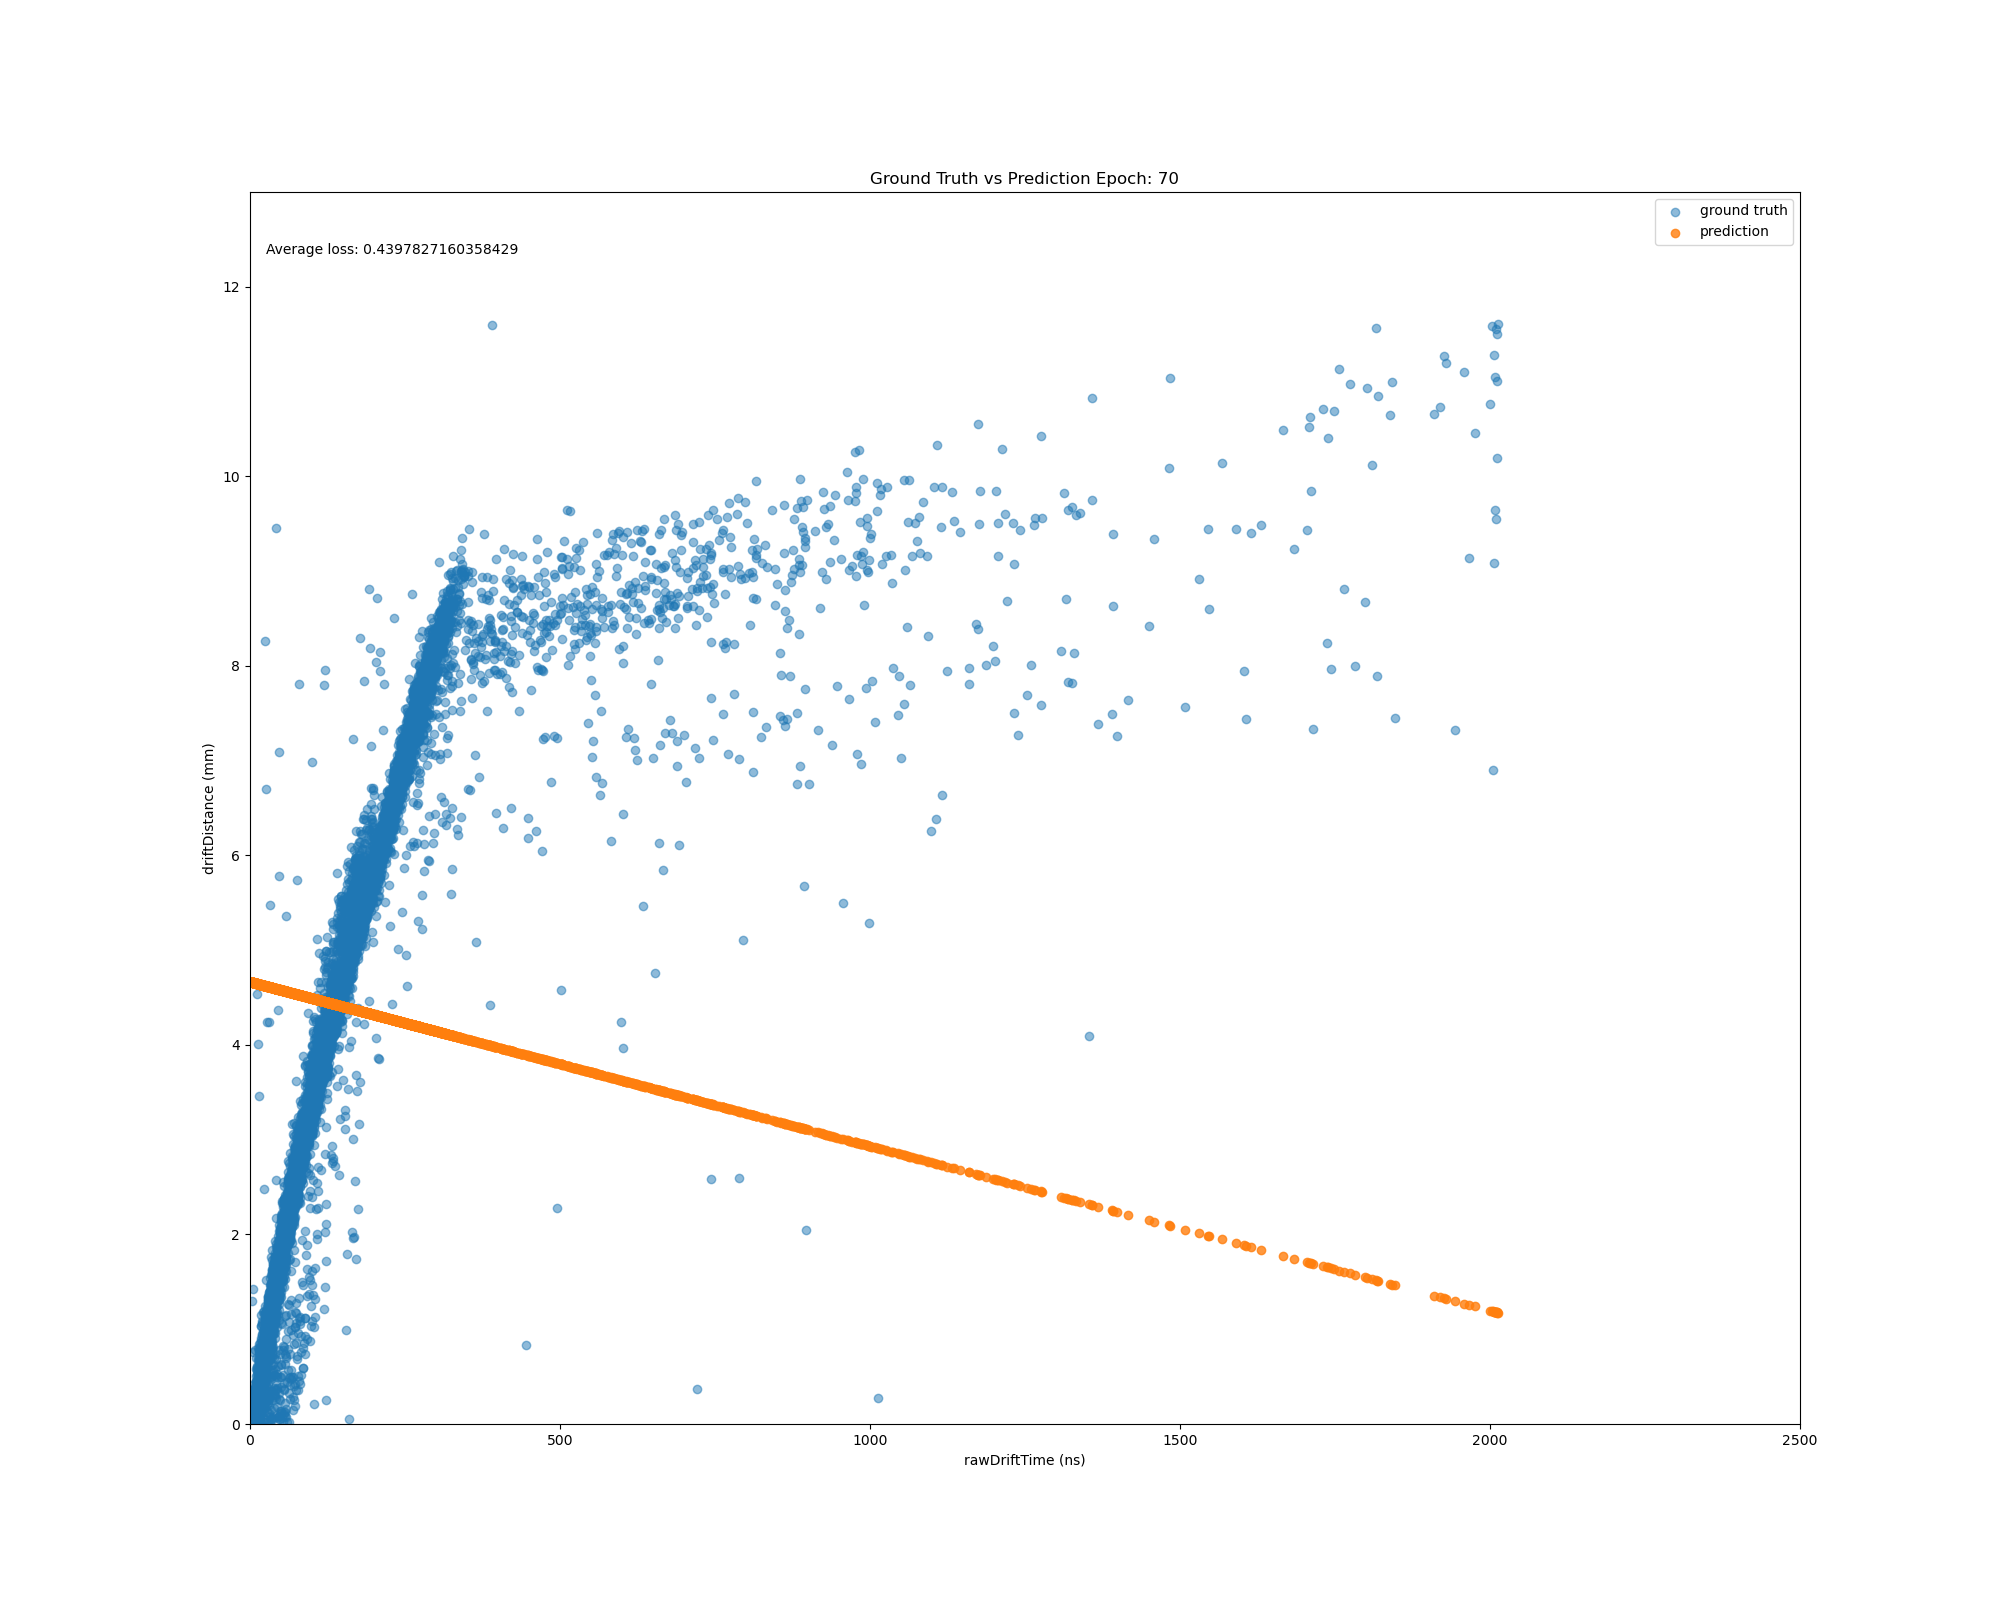 Ground Truth vs Prediction Epoch: 70
ground truth
prediction
Average loss: 0.4397827160358429
12
10
8
6
4
2
0
driftDistance (mm)
0 500 1000 1500 2000 2500
rawDriftTime (ns)